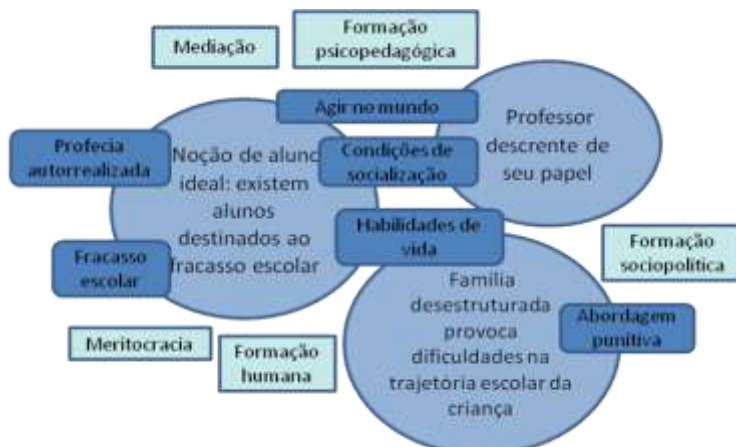 Mediação
Formação
psicopedagógica
Agir no mundo
Professor
descrente de
seu papel
Profecia
autorrealizada
Noção de aluno
ideal: existem
alunos
destinados ao
fracasso escolar
Condições de
socialização
Habilidades de
vida
Fracasso
escolar
Formação
sociopolítica
Família
desestruturada
provoca
dificuldades na
trajetória escolar da
criança
Abordagem
punitiva
Meritocracia
Formação
humana